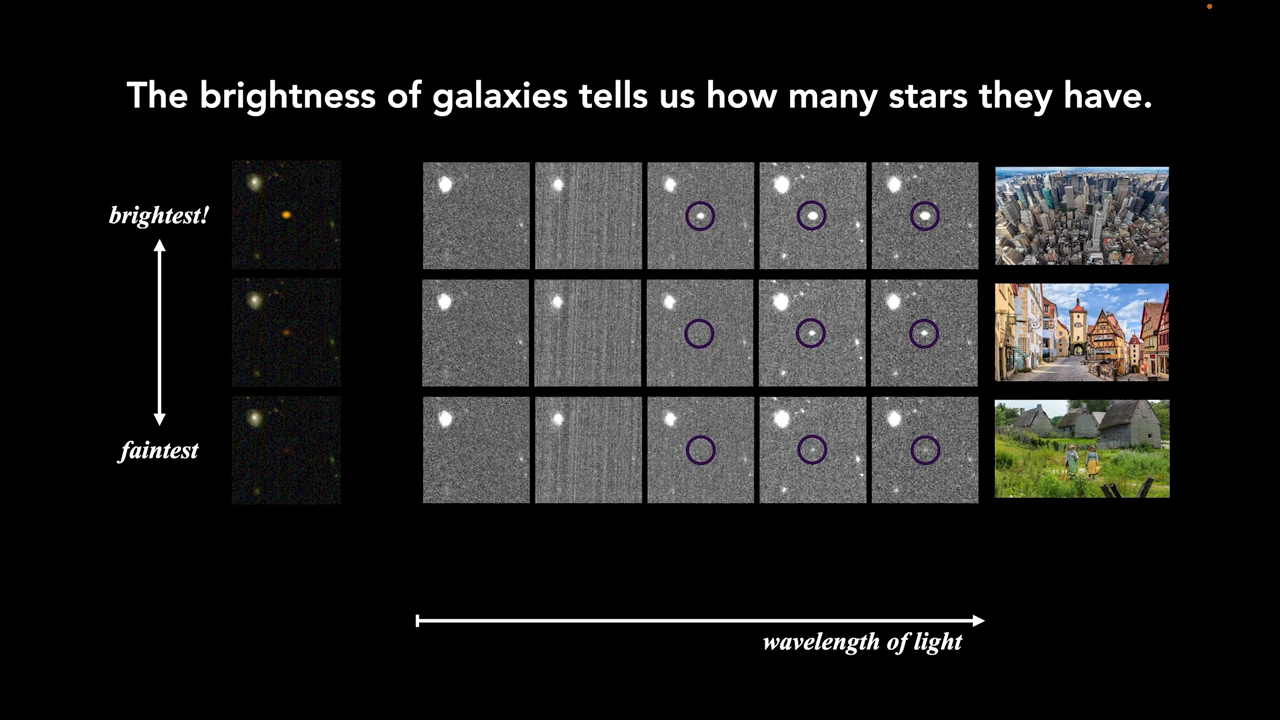 The brightness of galaxies tells us how many stars they have.
brightest!
faintest
wavelength of light